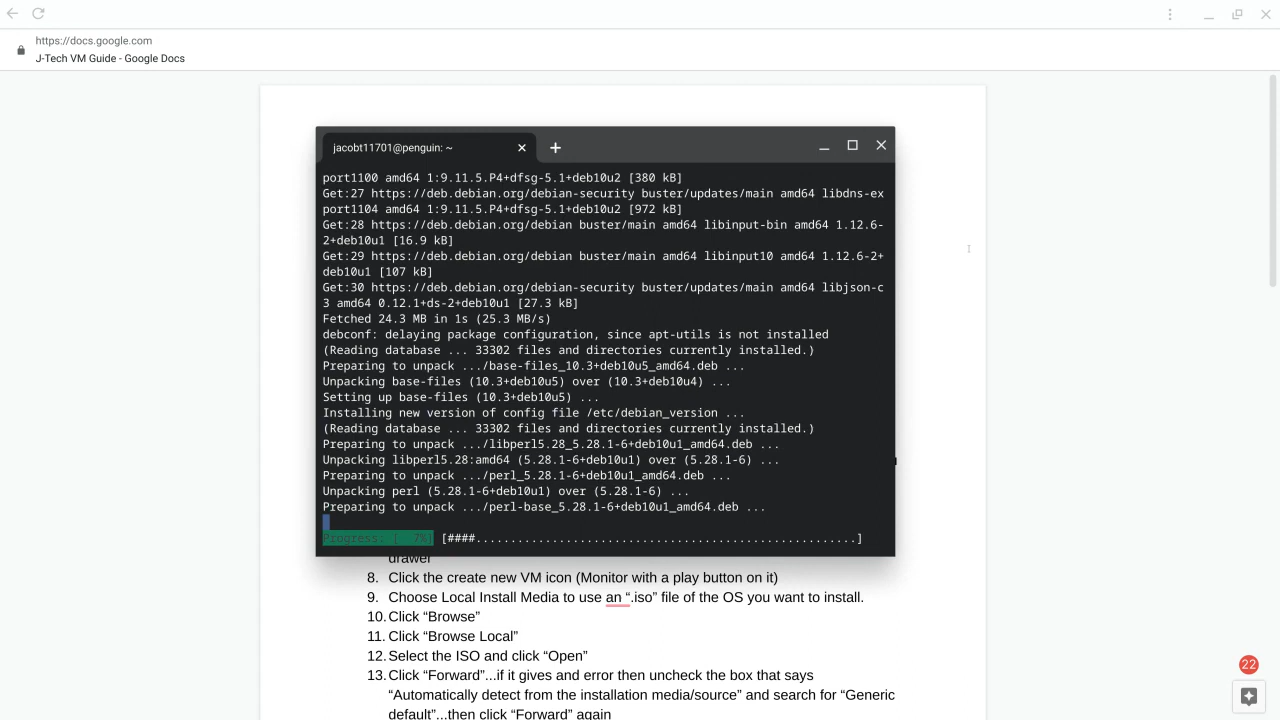 https://docs.google.com
J-Tech VM Guide - Google Docs
jacobt11701@penguin: ~
port1100 amd64 1:9.11.5.P4+dfsg-5.1+deb10u2 [380 kB]
Get:27 https://deb.debian.org/debian-security buster/updates/main amd64 libdns-ex
port1104 amd64 1:9.11.5.P4+dfsg-5.1+deb10u2 [972 kB]
Get:28 https://deb.debian.org/debian buster/main amd64 libinput-bin amd64 1.12.6-
2+deb10u1 [16.9 kB]
Get:29 https://deb.debian.org/debian buster/main amd64 libinput10 amd64 1.12.6-2+
deb10u1 [107 kB]
Get:30 https://deb.debian.org/debian-security buster/updates/main amd64 libjson-c
3 amd64 0.12.1+ds-2+deb10u1 [27.3 kB]
Fetched 24.3 MB in 1s (25.3 MB/s)
debconf: delaying package configuration, since apt-utils is not installed
(Reading database ... 33302 files and directories currently installed.)
Preparing to unpack .../base-files_10.3+deb10u5_amd64.deb ...
Unpacking base-files (10.3+deb10u5) over (10.3+deb10u4) ...
Setting up base-files (10.3+deb10u5) ...
Installing new version of config file /etc/debian_version ...
(Reading database ... 33302 files and directories currently installed.)
Preparing to unpack .../libperl5.28_5.28.1-6+deb10u1_amd64.deb ...
Unpacking libperl5.28:amd64 (5.28.1-6+deb10u1) over (5.28.1-6) ...
Preparing to unpack .../perl_5.28.1-6+deb10u1_amd64.deb ...
Unpacking perl (5.28.1-6+deb10u1) over (5.28.1-6) ...
Preparing to unpack .../perl-base_5.28.1-6+deb10u1_amd64.deb ...
Progress: [  7%] [####.......................................................]
drawer
8. Click the create new VM icon (Monitor with a play button on it)
9. Choose Local Install Media to use an “.iso” file of the OS you want to install.
10. Click “Browse”
11. Click “Browse Local”
12. Select the ISO and click “Open”
13. Click “Forward”...if it gives and error then uncheck the box that says
“Automatically detect from the installation media/source” and search for “Generic
default”...then click “Forward” again
22